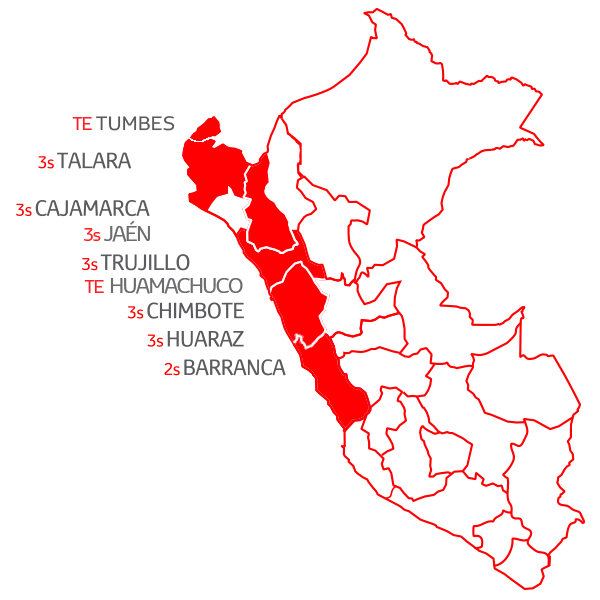 TE TUMBES
3s TALARA
3s CAJAMARCA
3s JAÉN
3s TRUJILLO
TE HUAMACHUCO
3s CHIMBOTE
3s HUARAZ
2s BARRANCA